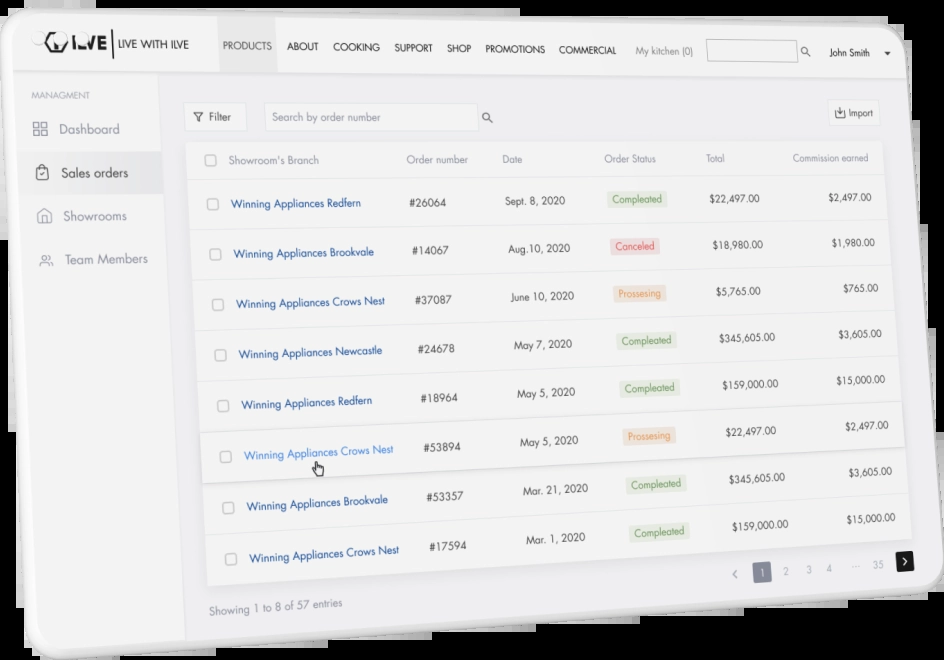 ILVE LIVE WITH ILVE PRODUCTS ABOUT COOKING SUPPORT SHOP PROMOTIONS COMMERCIAL My kitchen (0) John Smith
MANAGMENT
Dashboard
Sales orders
Showrooms
Team Members
Filter Search by order number Import
Showroom's Branch Order number Date Order Status Total Commission earned
Winning Appliances Redfern #26064 Sept. 8, 2020 Compleated $22,497.00 $2,497.00
Winning Appliances Brookvale #14067 Aug.10, 2020 Canceled $18,980.00 $1,980.00
Winning Appliances Crows Nest #37087 June 10, 2020 Prossesing $5,765.00 $765.00
Winning Appliances Newcastle #24678 May 7, 2020 Compleated $345,605.00 $3,605.00
Winning Appliances Redfern #18964 May 5, 2020 Compleated $159,000.00 $15,000.00
Winning Appliances Crows Nest #53894 May 5, 2020 Prossesing $22,497.00 $2,497.00
Winning Appliances Brookvale #53357 Mar. 21, 2020 Compleated $345,605.00 $3,605.00
Winning Appliances Crows Nest #17594 Mar. 1, 2020 Compleated $159,000.00 $15,000.00
Showing 1 to 8 of 57 entries < 1 2 3 4 ... 35 >